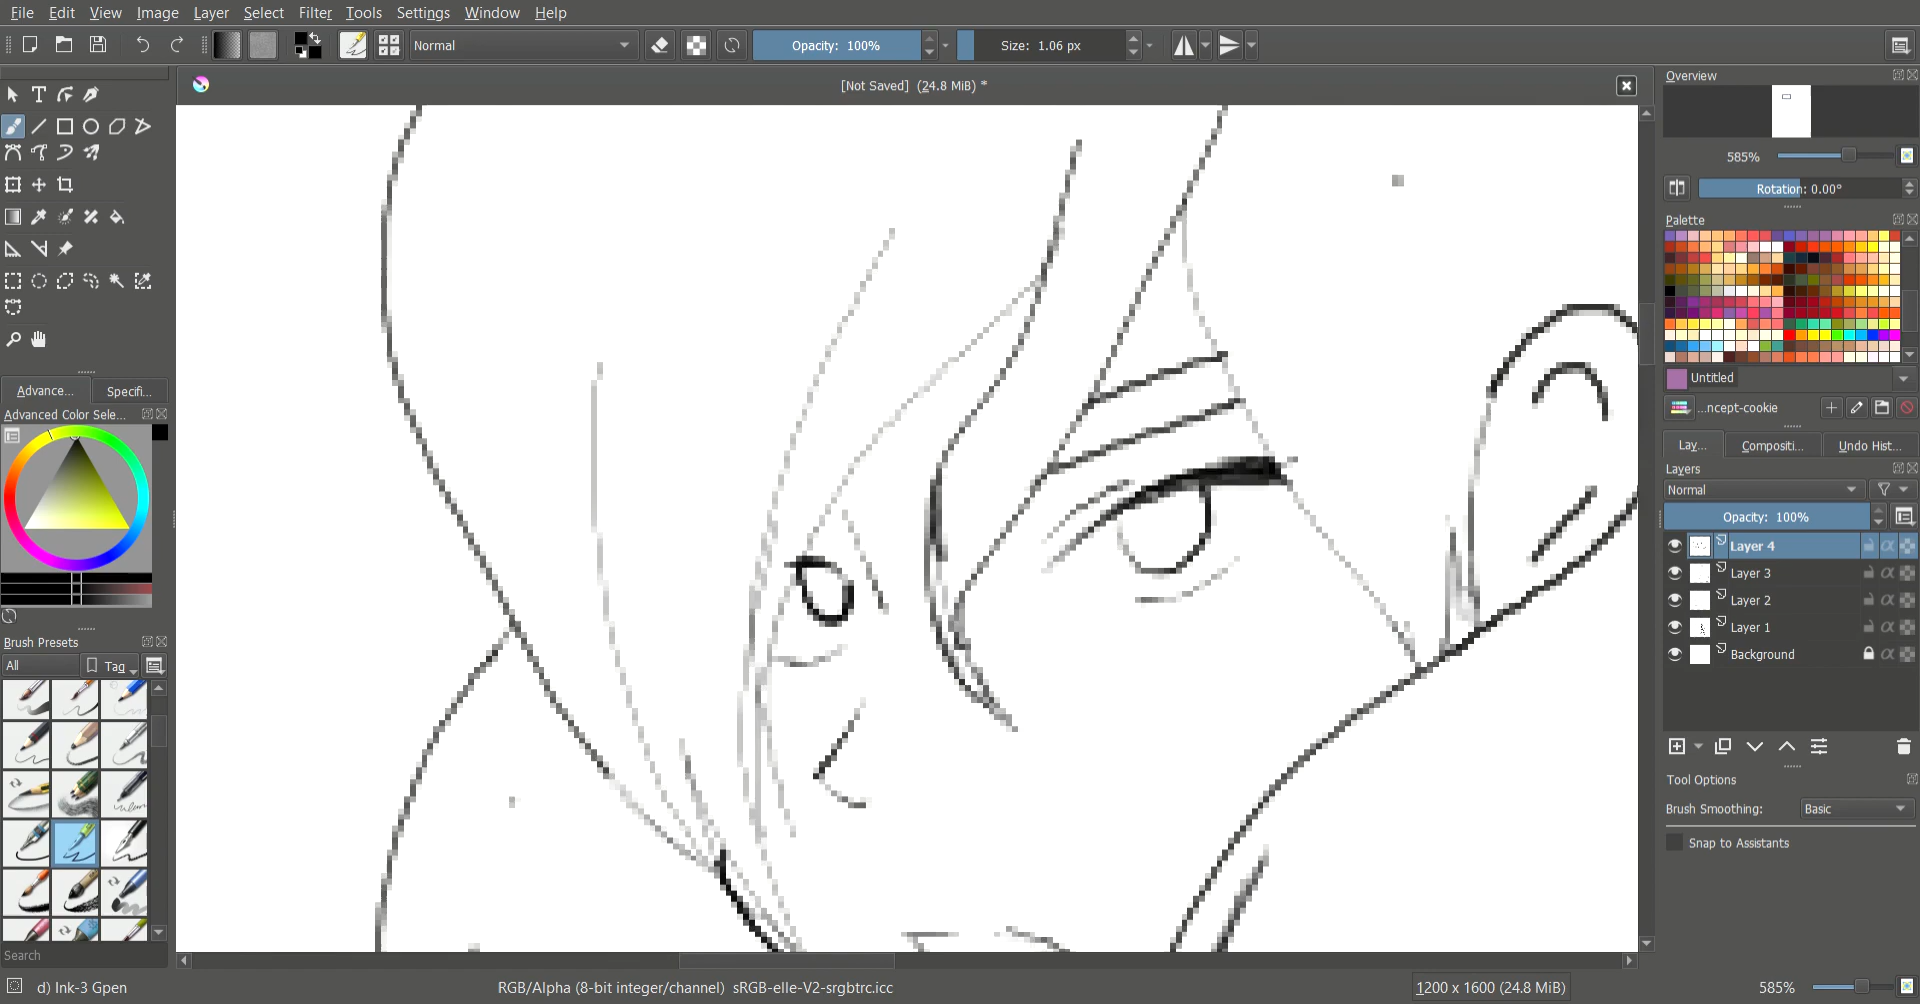 File Edit View Image Layer Select Filter Tools Settings Window Help
Normal Opacity: 100% Size: 1.06 px
[Not Saved] (24.8 MiB) *
Overview
585%
Rotation: 0.00°
Palette
Untitled
...ncept-cookie
Advance... Specifi...
Advanced Color Sele...
Brush Presets
All Tag
Search
Lay... Compositi... Undo Hist...
Layers
Normal
Opacity: 100%
Layer 4
Layer 3
Layer 2
Layer 1
Background
Tool Options
Brush Smoothing: Basic
Snap to Assistants
d) Ink-3 Gpen RGB/Alpha (8-bit integer/channel) sRGB-elle-V2-srgbtrc.icc 1200 x 1600 (24.8 MiB) 585%